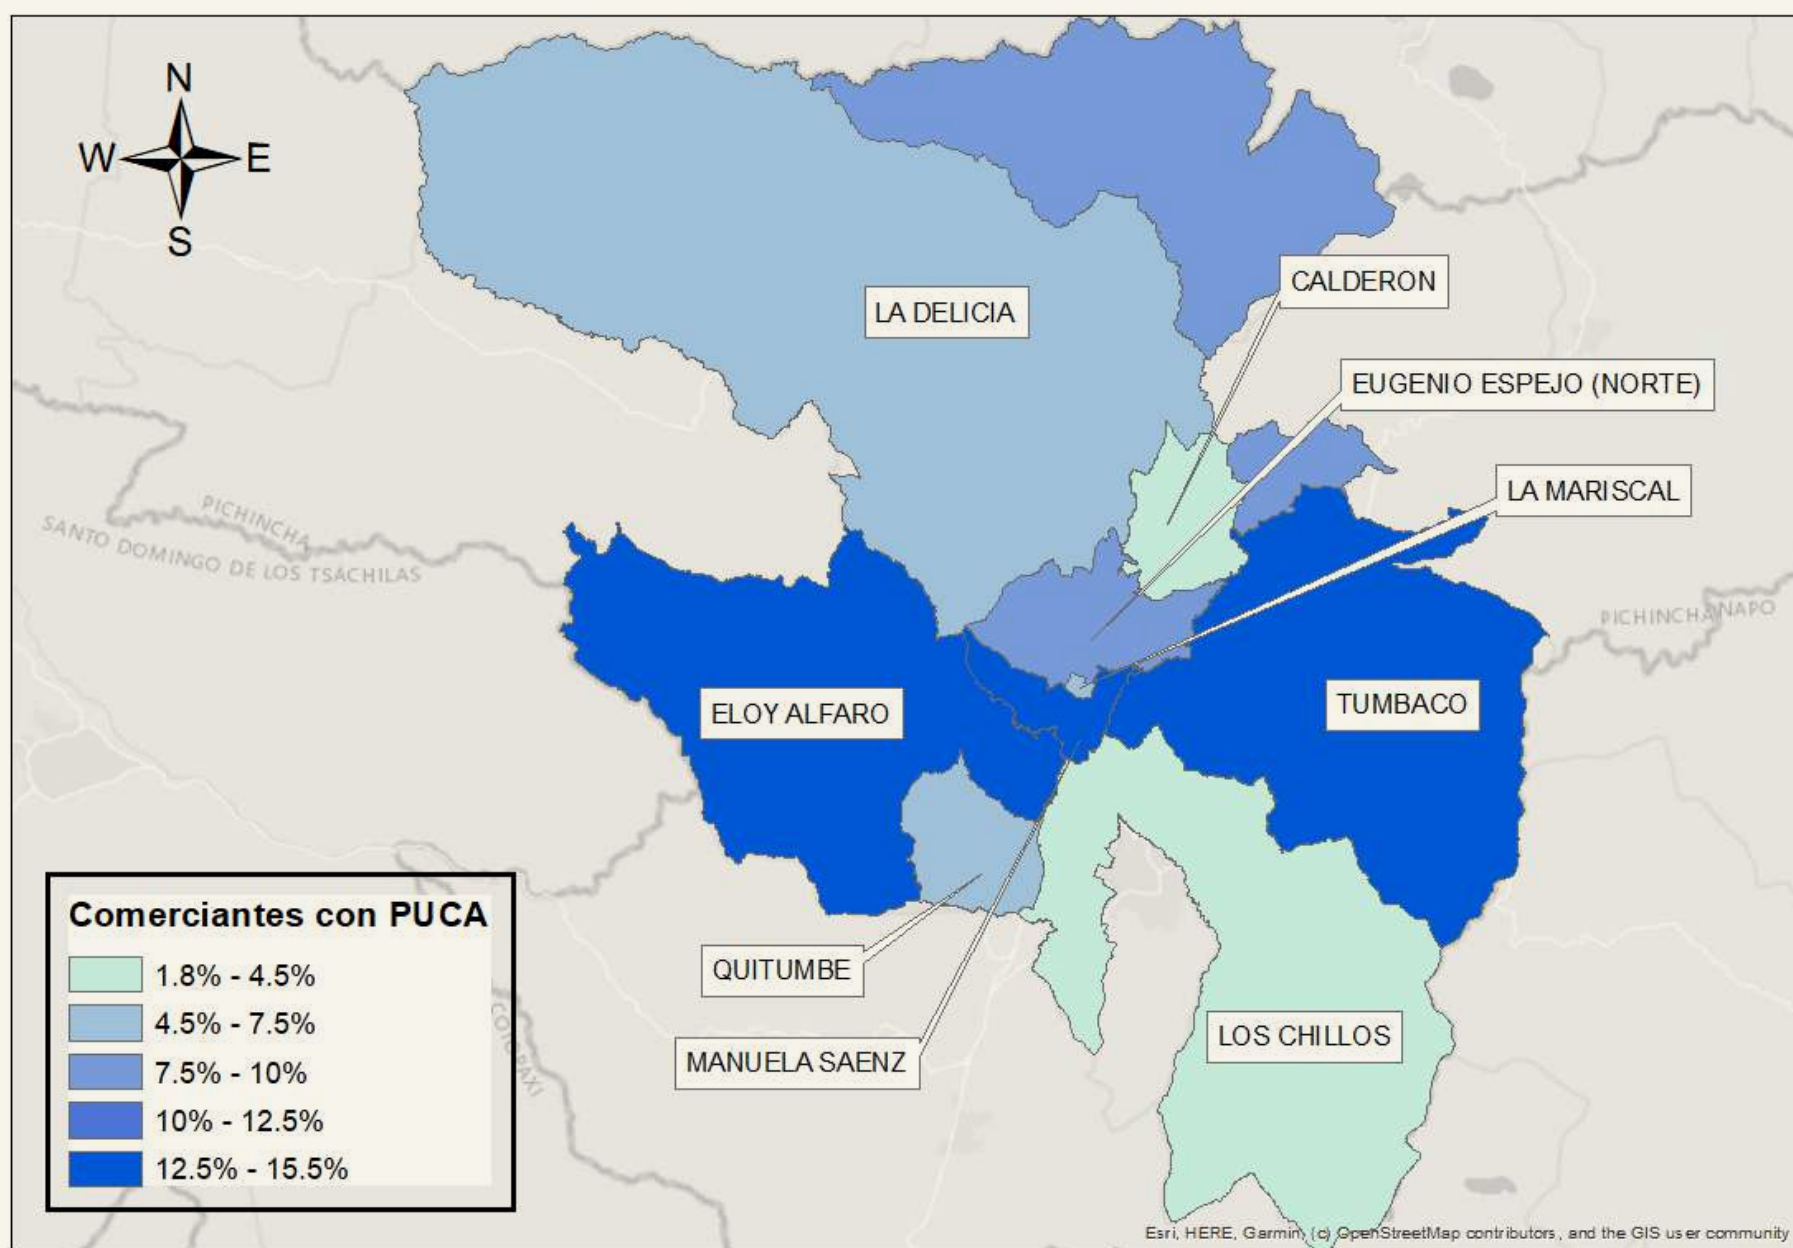 N
W E
S
LA DELICIA
CALDERON
EUGENIO ESPEJO (NORTE)
LA MARISCAL
PICHINCHA
SANTO DOMINGO DE LOS TSÁCHILAS
PICHINCHA
NAPO
ELOY ALFARO
TUMBACO
QUITUMBE
MANUELA SAENZ
LOS CHILLOS
COTOPAXI
Comerciantes con PUCA
1.8% - 4.5%
4.5% - 7.5%
7.5% - 10%
10% - 12.5%
12.5% - 15.5%
Esri, HERE, Garmin, (c) OpenStreetMap contributors, and the GIS user community